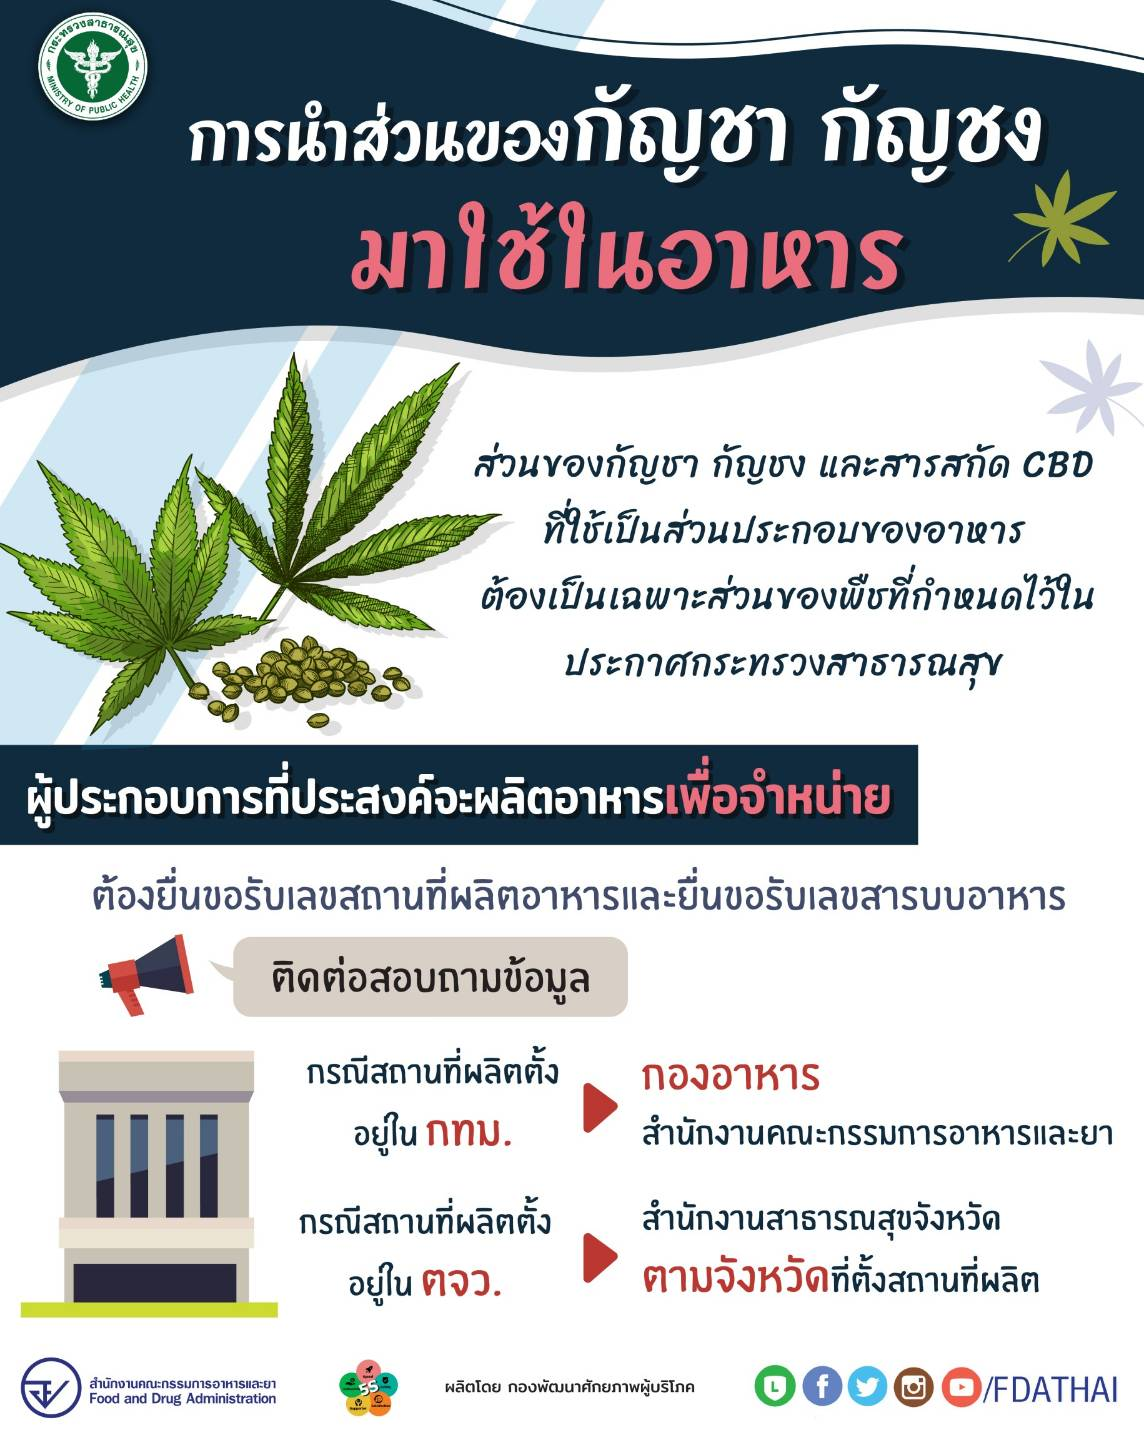 กระทรวงสาธารณสุข
MINISTRY OF PUBLIC HEALTH
การนำส่วนของกัญชา กัญชง
มาใช้ในอาหาร
ส่วนของกัญชา กัญชง และสารสกัด CBD
ที่ใช้เป็นส่วนประกอบของอาหาร
ต้องเป็นเฉพาะส่วนของพืชที่กำหนดไว้ใน
ประกาศกระทรวงสาธารณสุข
ผู้ประกอบการที่ประสงค์จะผลิตอาหารเพื่อจำหน่าย
ต้องยื่นขอรับเลขสถานที่ผลิตอาหารและยื่นขอรับเลขสารบบอาหาร
ติดต่อสอบถามข้อมูล
กรณีสถานที่ผลิตตั้ง
อยู่ใน กทม.
กองอาหาร
สำนักงานคณะกรรมการอาหารและยา
กรณีสถานที่ผลิตตั้ง
อยู่ใน ตจว.
สำนักงานสาธารณสุขจังหวัด
ตามจังหวัดที่ตั้งสถานที่ผลิต
สำนักงานคณะกรรมการอาหารและยา
Food and Drug Administration
5S
ผลิตโดย กองพัฒนาศักยภาพผู้บริโภค
/FDATHAI